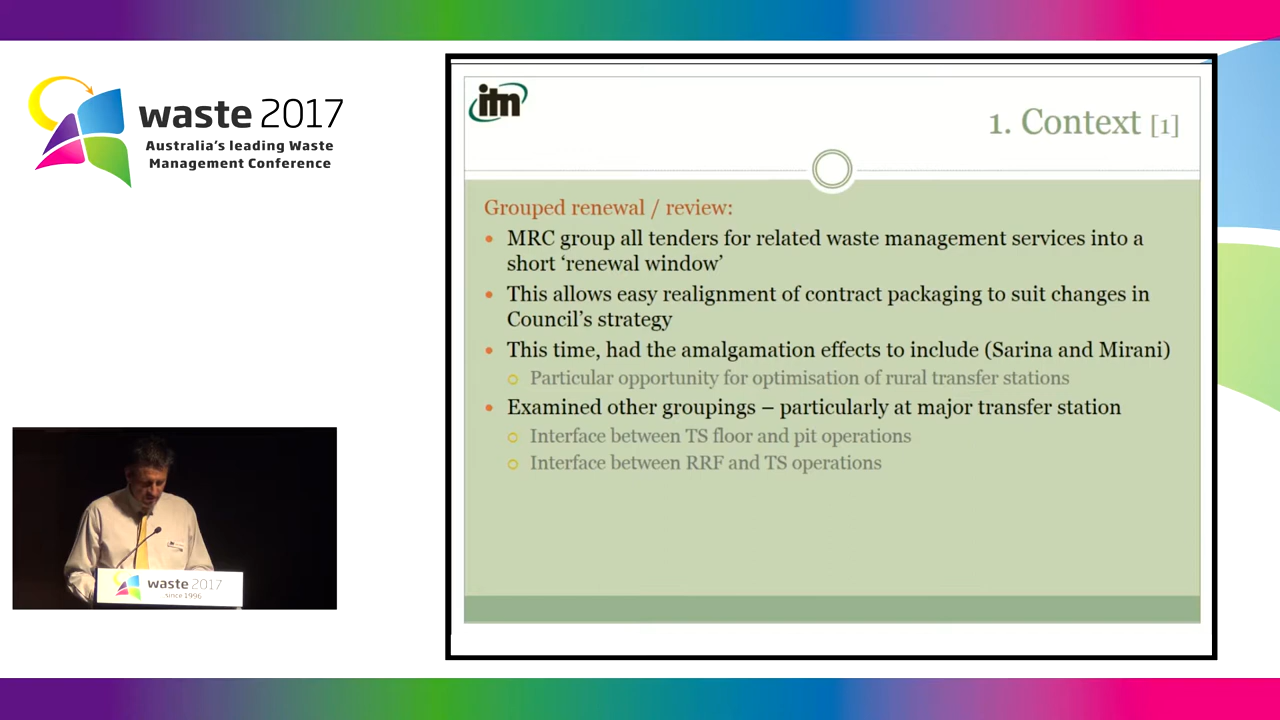 waste 2017
Australia's leading Waste
Management Conference
itm
1. Context [1]
Grouped renewal / review:
• MRC group all tenders for related waste management services into a
short ‘renewal window’
• This allows easy realignment of contract packaging to suit changes in
Council’s strategy
• This time, had the amalgamation effects to include (Sarina and Mirani)
○ Particular opportunity for optimisation of rural transfer stations
• Examined other groupings – particularly at major transfer station
○ Interface between TS floor and pit operations
○ Interface between RRF and TS operations
waste 2017
since 1996